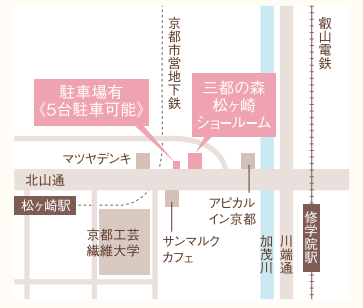 京都市営地下鉄
叡山電鉄
駐車場有
《5台駐車可能》
三都の森
松ヶ崎
ショールーム
マツヤデンキ
北山通
松ヶ崎駅
アピカル
イン京都
京都工芸
繊維大学
サンマルク
カフェ
加茂川
川端通
修学院駅